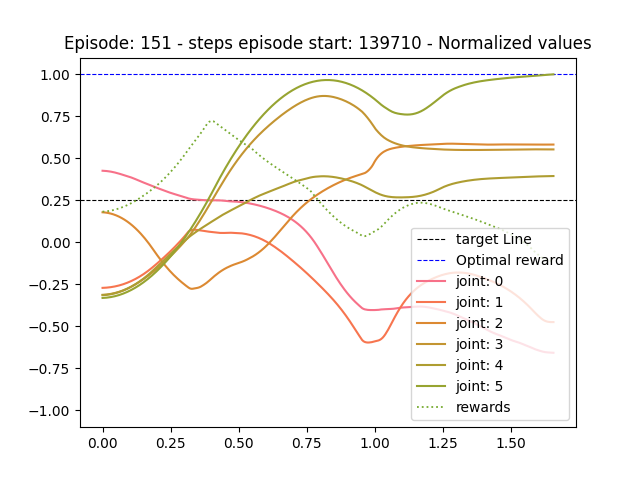 Episode: 151 - steps episode start: 139710 - Normalized values
1.00
0.75
0.50
0.25
0.00
−0.25
−0.50
−0.75
−1.00
target Line
Optimal reward
joint: 0
joint: 1
joint: 2
joint: 3
joint: 4
joint: 5
rewards
0.00 0.25 0.50 0.75 1.00 1.25 1.50